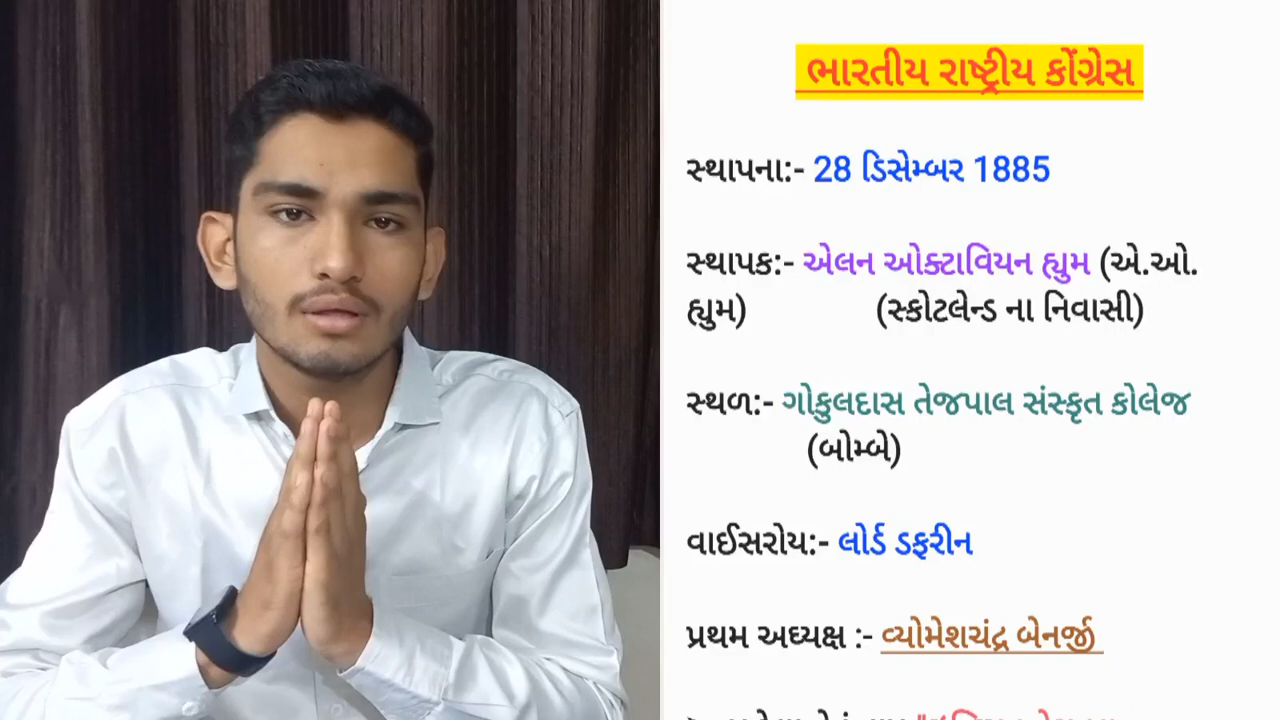 ભારતીય રાષ્ટ્રીય કોંગ્રેસ
સ્થાપના:- 28 ડિસેમ્બર 1885
સ્થાપક:- એલન ઓક્ટાવિયન હ્યુમ (એ.ઓ.
હ્યુમ) (સ્કોટલેન્ડ ના નિવાસી)
સ્થળ:- ગોકુલદાસ તેજપાલ સંસ્કૃત કોલેજ
(બોમ્બે)
વાઈસરોય:- લોર્ડ ડફરીન
પ્રથમ અધ્યક્ષ :- વ્યોમેશચંદ્ર બેનર્જી